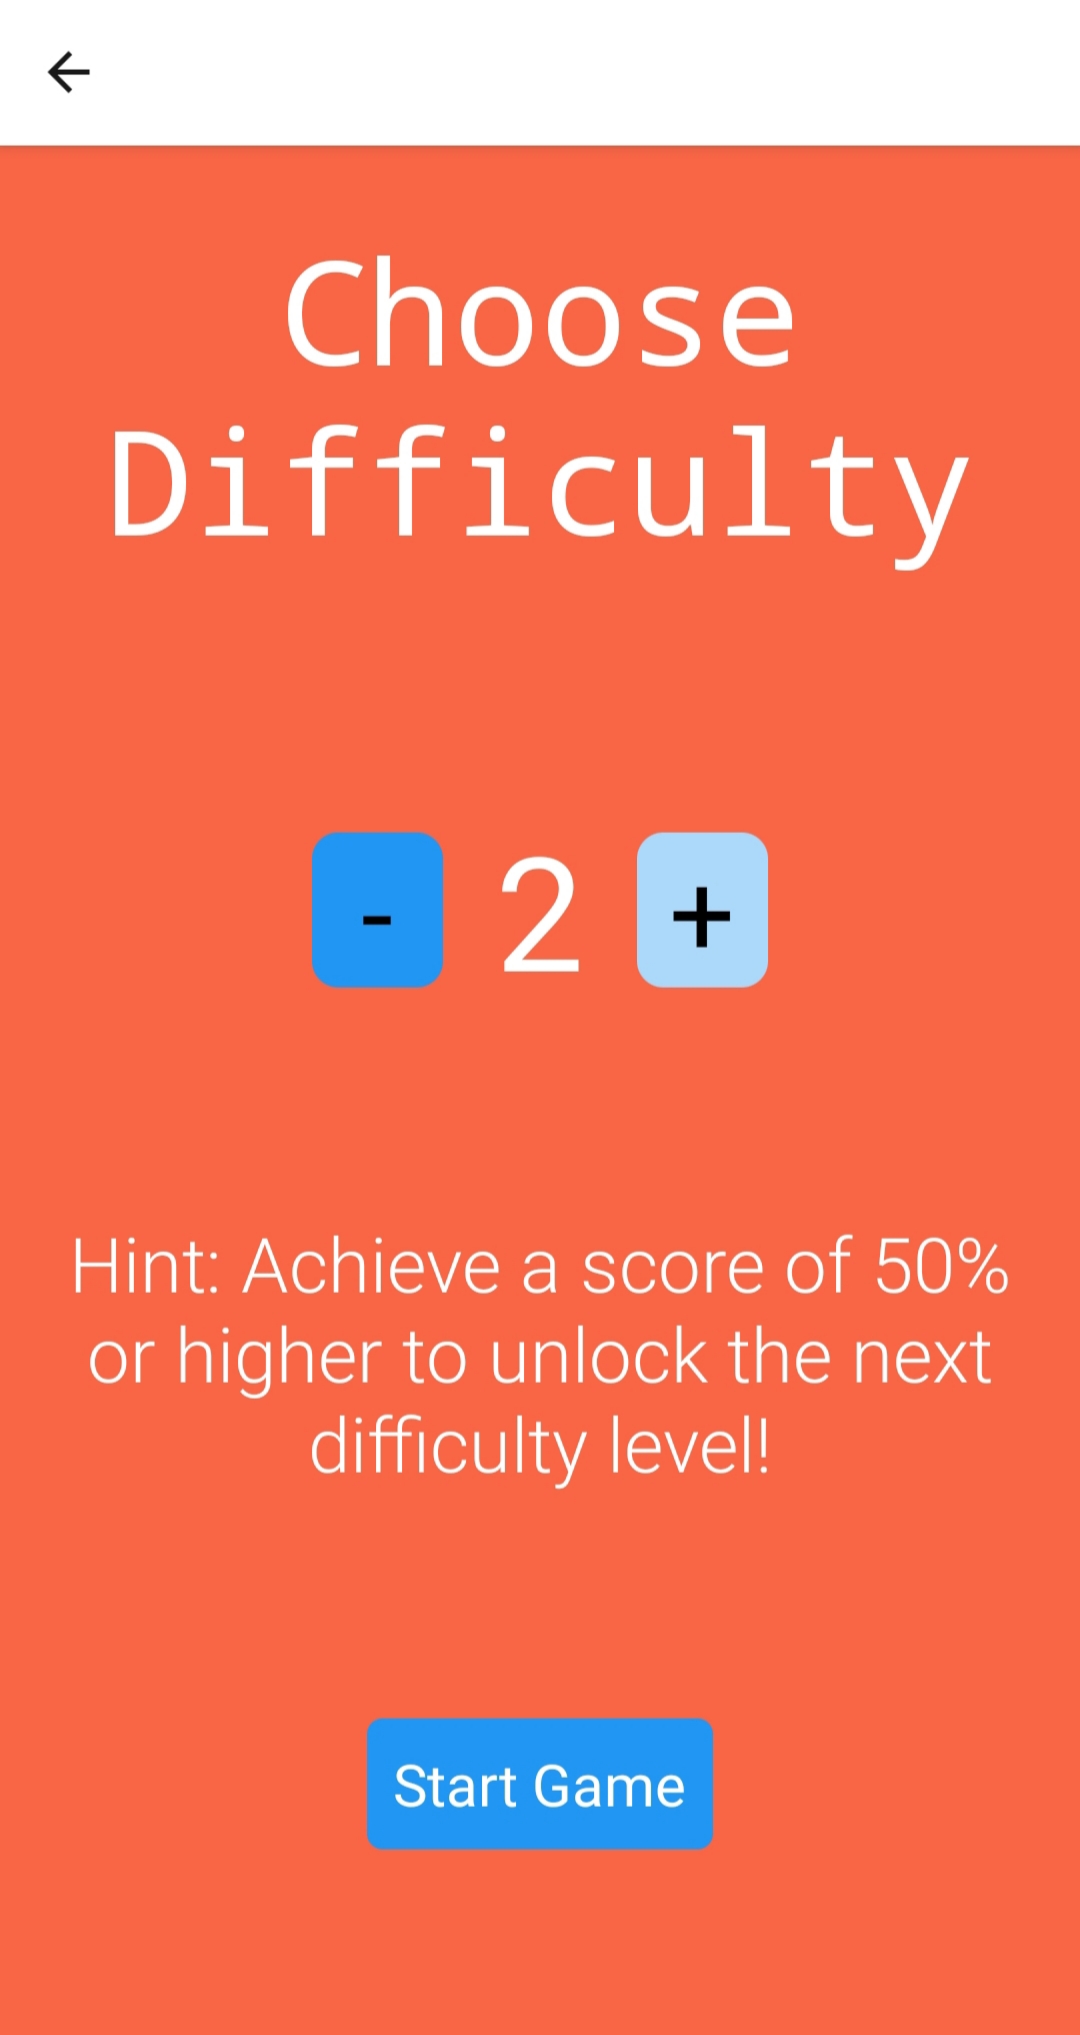 Choose
Difficulty
- 2 +
Hint: Achieve a score of 50%
or higher to unlock the next
difficulty level!
Start Game